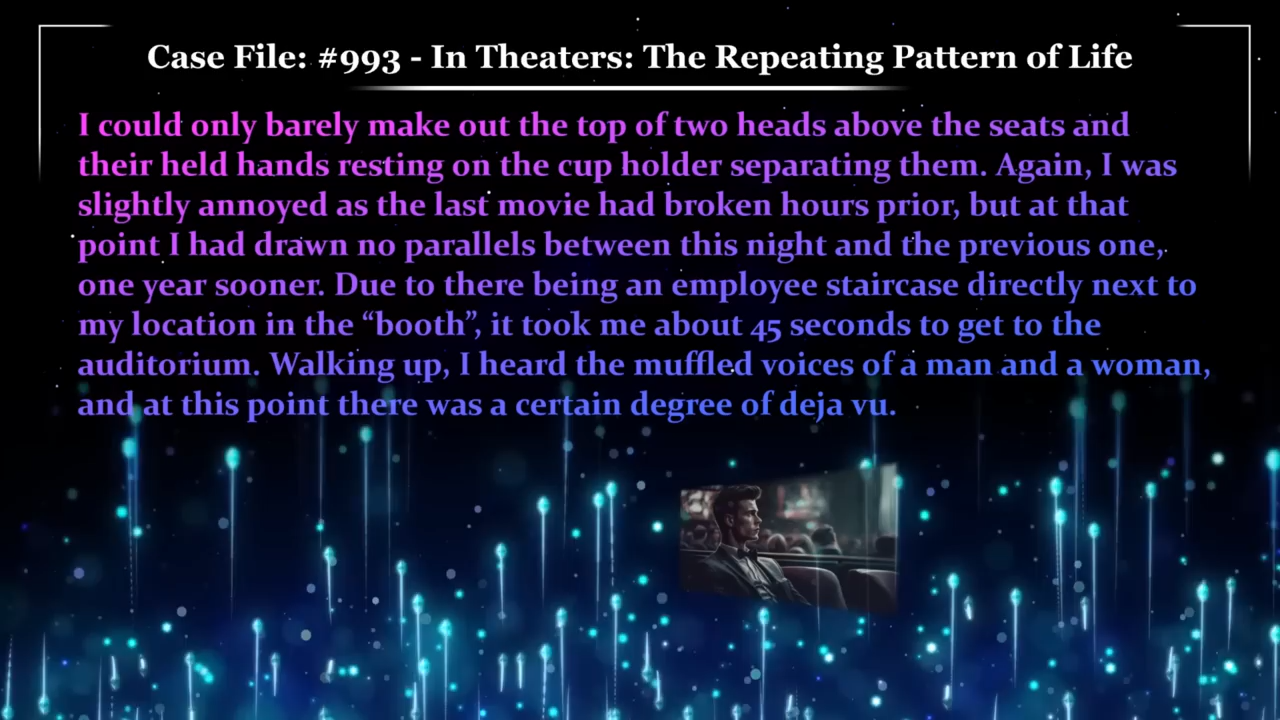 Case File: #993 - In Theaters: The Repeating Pattern of Life
I could only barely make out the top of two heads above the seats and
their held hands resting on the cup holder separating them. Again, I was
slightly annoyed as the last movie had broken hours prior, but at that
point I had drawn no parallels between this night and the previous one,
one year sooner. Due to there being an employee staircase directly next to
my location in the “booth”, it took me about 45 seconds to get to the
auditorium. Walking up, I heard the muffled voices of a man and a woman,
and at this point there was a certain degree of deja vu.